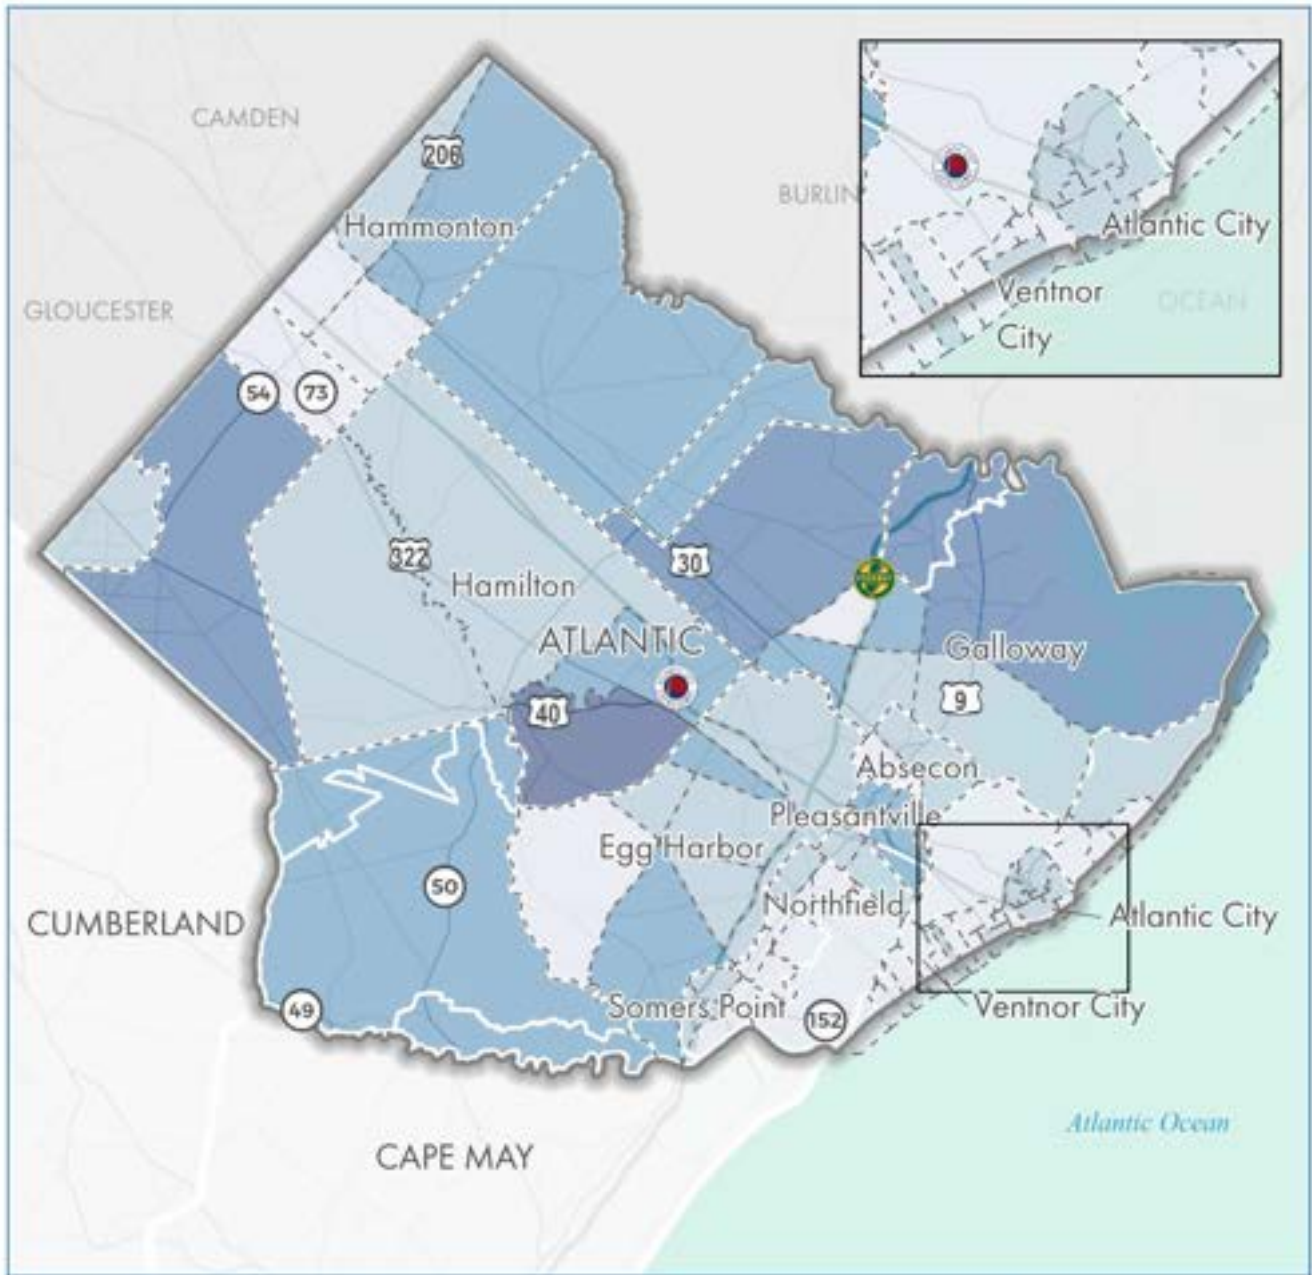 CAMDEN
206
BURLIN
Hammonton
Atlantic City
GLOUCESTER
Ventnor
City
OCEAN
54
73
322
30
Hamilton
ATLANTIC
Galloway
40
9
Absecon
Pleasantville
Egg Harbor
50
Northfield
CUMBERLAND
Atlantic City
49
Somers Point
152
Ventnor City
Atlantic Ocean
CAPE MAY